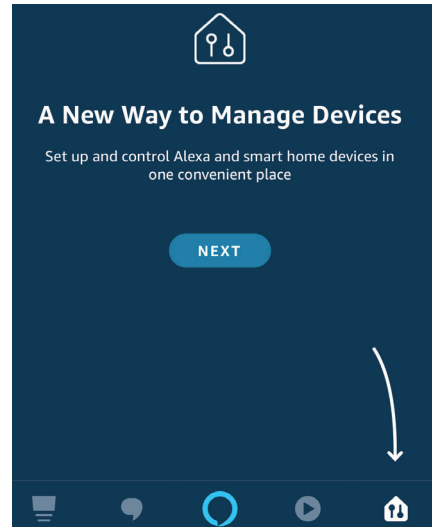 A New Way to Manage Devices
Set up and control Alexa and smart home devices in
one convenient place
NEXT